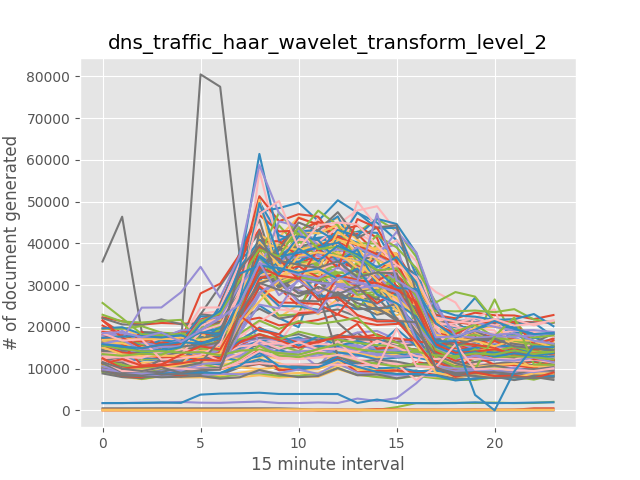 dns_traffic_haar_wavelet_transform_level_2
80000
70000
60000
50000
40000
30000
20000
10000
0
# of document generated
0 5 10 15 20
15 minute interval